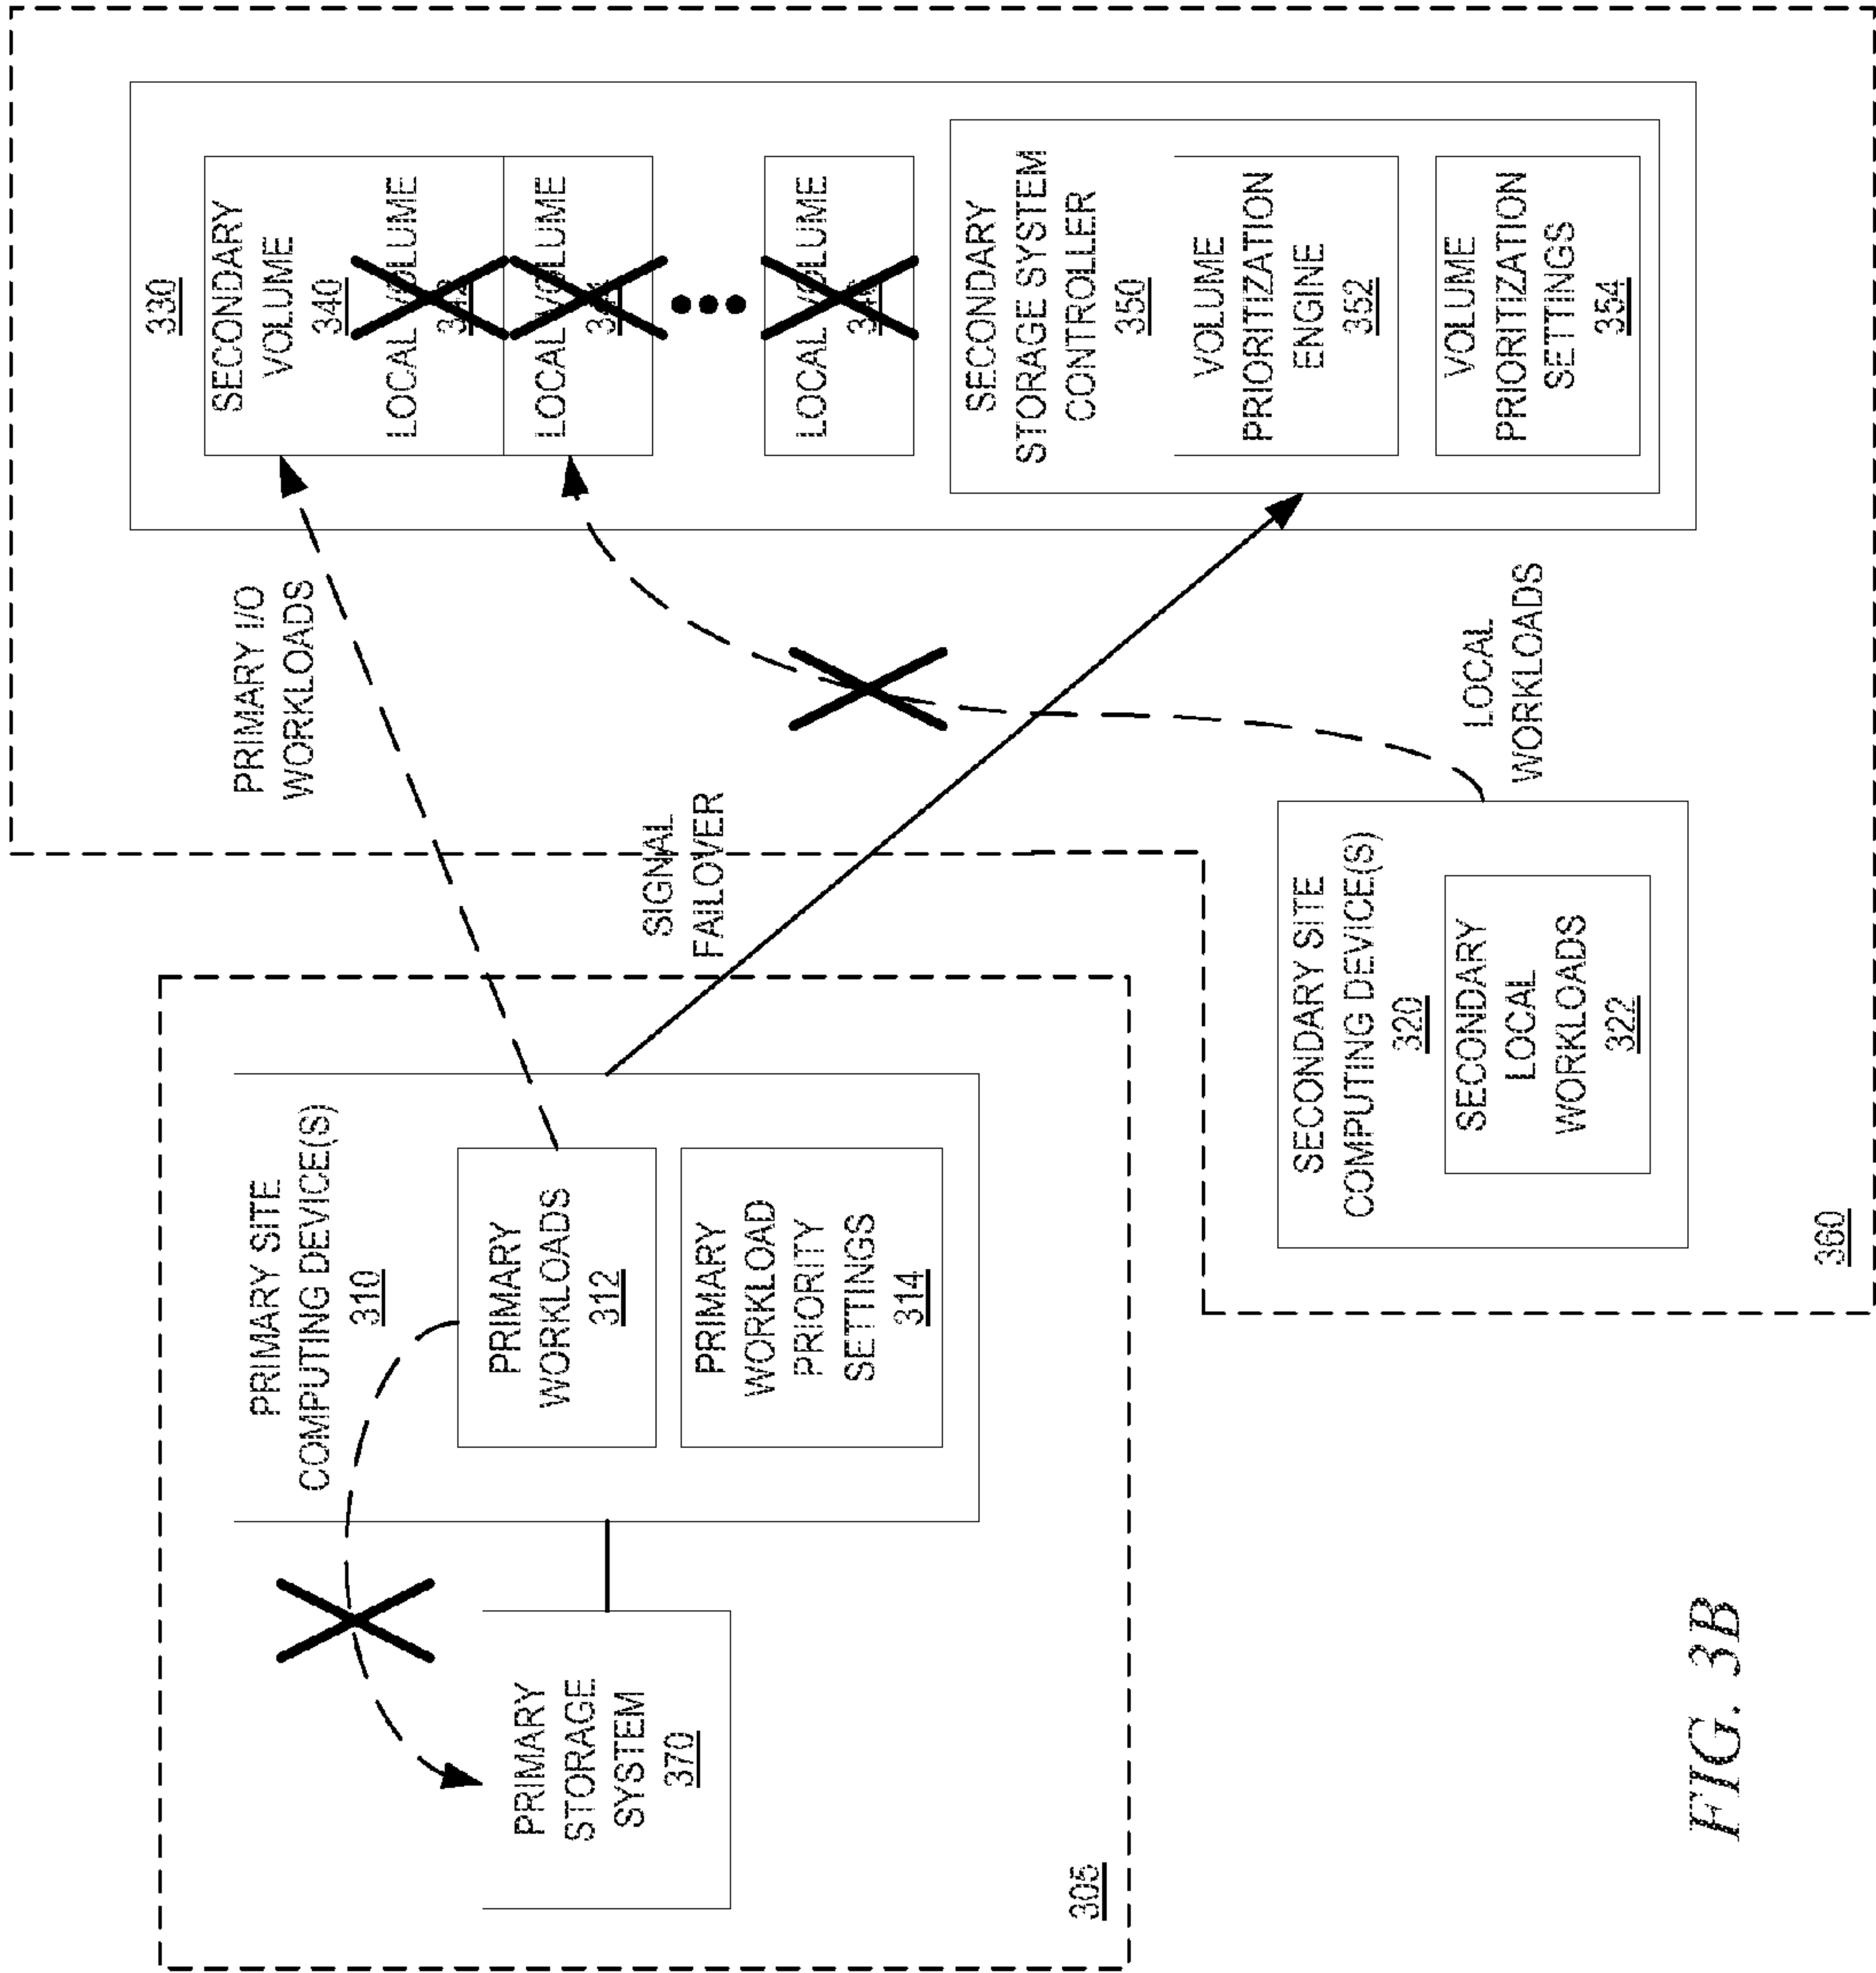 PRIMARY SITE
COMPUTING DEVICE(S)
310
PRIMARY
STORAGE
SYSTEM
370
PRIMARY
WORKLOADS
312
PRIMARY
WORKLOAD
PRIORITY
SETTINGS
314
305
PRIMARY I/O
WORKLOADS
SIGNAL
FAILOVER
330
SECONDARY
VOLUME
340
LOCAL VOLUME
LOCAL VOLUME
LOCAL VOLUME
SECONDARY
STORAGE SYSTEM
CONTROLLER
350
VOLUME
PRIORITIZATION
ENGINE
352
VOLUME
PRIORITIZATION
SETTINGS
354
LOCAL
WORKLOADS
SECONDARY SITE
COMPUTING DEVICE(S)
320
SECONDARY
LOCAL
WORKLOADS
322
360
FIG. 3B